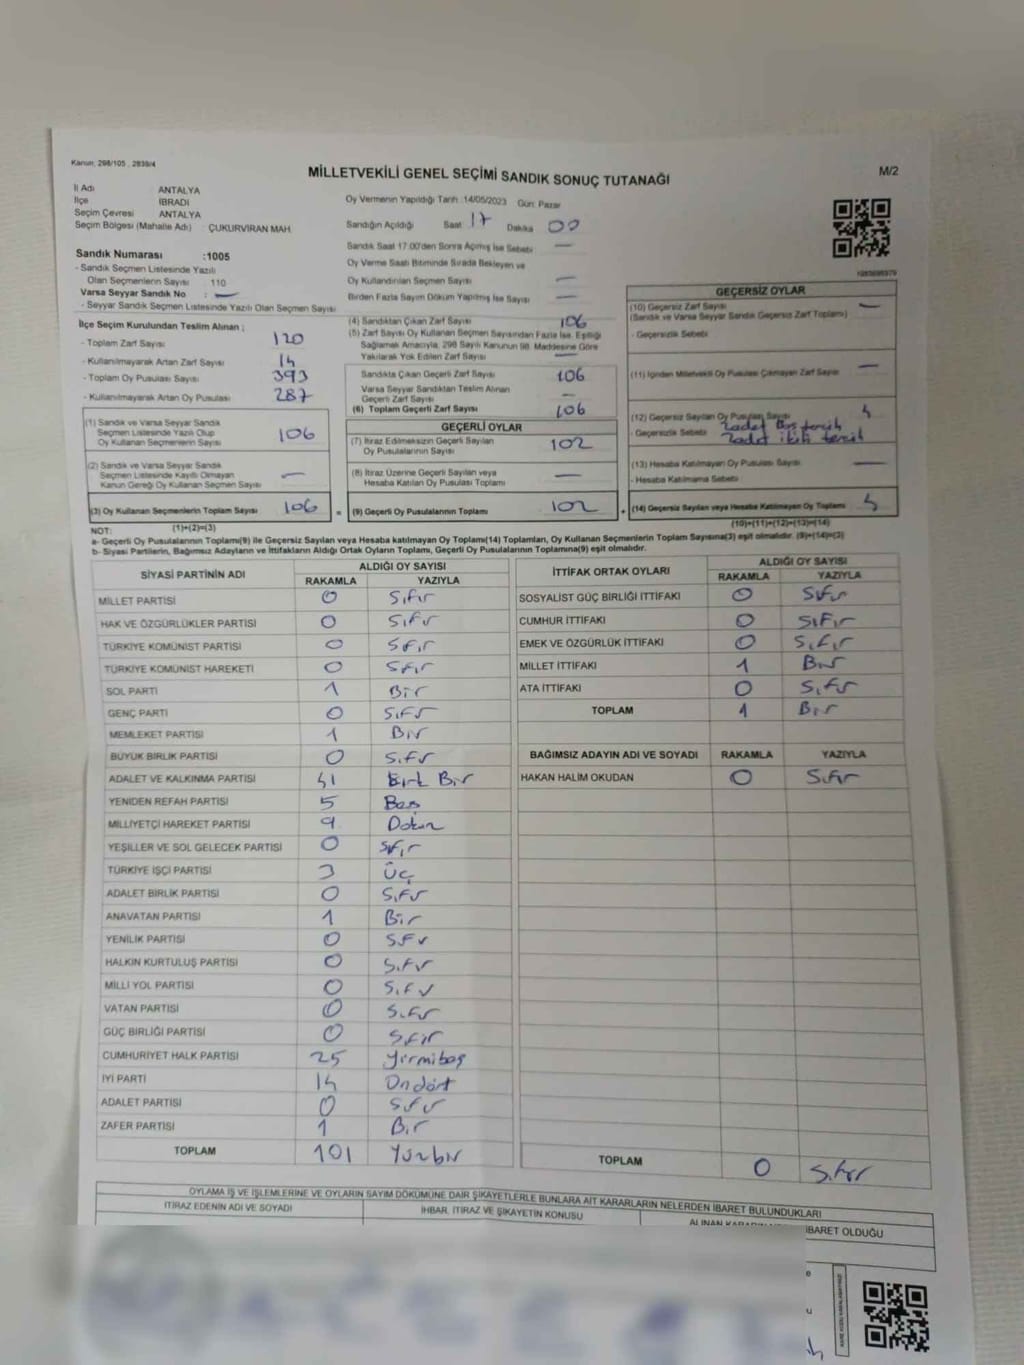 Kanun, 298/105 , 2839/4
MİLLETVEKİLİ GENEL SEÇİMİ SANDIK SONUÇ TUTANAĞI
M/2
İl Adı ANTALYA
İlçe İBRADI
Seçim Çevresi ANTALYA
Seçim Bölgesi (Mahalle Adı) ÇUKURVİRAN MAH.
Oy Vermenin Yapıldığı Tarih :14/05/2023 Gün: Pazar
Sandığın Açıldığı Saat 17 Dakika 00
Sandık Saat 17:00'den Sonra Açılmış İse Sebebi —
Oy Verme Saati Bitiminde Sırada Bekleyen ve
Oy Kullandırılan Seçmen Sayısı —
Birden Fazla Sayım Döküm Yapılmış İse Sayısı —
Sandık Numarası :1005
- Sandık Seçmen Listesinde Yazılı
Olan Seçmenlerin Sayısı : 110
Varsa Seyyar Sandık No : —
- Seyyar Sandık Seçmen Listesinde Yazılı Olan Seçmen Sayısı
İlçe Seçim Kurulundan Teslim Alınan ;
- Toplam Zarf Sayısı 120
- Kullanılmayarak Artan Zarf Sayısı 14
- Toplam Oy Pusulası Sayısı 393
- Kullanılmayarak Artan Oy Pusulası 287
(1) Sandık ve Varsa Seyyar Sandık
Seçmen Listesinde Yazılı Olup
Oy Kullanan Seçmenlerin Sayısı 106
(2) Sandık ve Varsa Seyyar Sandık
Seçmen Listesinde Kayıtlı Olmayan
Kanun Gereği Oy Kullanan Seçmen Sayısı —
(3) Oy Kullanan Seçmenlerin Toplam Sayısı 106
(1)+(2)=(3)
(4) Sandıktan Çıkan Zarf Sayısı 106
(5) Zarf Sayısı Oy Kullanan Seçmen Sayısından Fazla İse, Eşitliği
Sağlamak Amacıyla, 298 Sayılı Kanunun 98. Maddesine Göre
Yakılarak Yok Edilen Zarf Sayısı —
Sandıkta Çıkan Geçerli Zarf Sayısı 106
Varsa Seyyar Sandıktan Teslim Alınan
Geçerli Zarf Sayısı —
(6) Toplam Geçerli Zarf Sayısı 106
GEÇERLİ OYLAR
(7) İtiraz Edilmeksizin Geçerli Sayılan
Oy Pusulalarının Sayısı 102
(8) İtiraz Üzerine Geçerli Sayılan veya
Hesaba Katılan Oy Pusulası Toplamı —
= (9) Geçerli Oy Pusulalarının Toplamı 102
GEÇERSİZ OYLAR
(10) Geçersiz Zarf Sayısı —
(Sandık ve Varsa Seyyar Sandık Geçersiz Zarf Toplamı)
- Geçersizlik Sebebi
(11) İçinden Milletvekili Oy Pusulası Çıkmayan Zarf Sayısı —
(12) Geçersiz Sayılan Oy Pusulası Sayısı 4
- Geçersizlik Sebebi 2adet Boş tercih
2adet ikili tercih
(13) Hesaba Katılmayan Oy Pusulası Sayısı —
- Hesaba Katılmama Sebebi
+ (14) Geçersiz Sayılan veya Hesaba Katılmayan Oy Toplamı 4
(10)+(11)+(12)+(13)=(14)
NOT:
a- Geçerli Oy Pusulalarının Toplamı(9) ile Geçersiz Sayılan veya Hesaba katılmayan Oy Toplamı(14) Toplamları, Oy Kullanan Seçmenlerin Toplam Sayısına(3) eşit olmalıdır. (9)+(14)=(3)
b- Siyasi Partilerin, Bağımsız Adayların ve İttifakların Aldığı Ortak Oyların Toplamı, Geçerli Oy Pusulalarının Toplamına(9) eşit olmalıdır.
SİYASİ PARTİNİN ADI ALDIĞI OY SAYISI
RAKAMLA YAZIYLA
MİLLET PARTİSİ 0 Sıfır
HAK VE ÖZGÜRLÜKLER PARTİSİ 0 Sıfır
TÜRKİYE KOMÜNİST PARTİSİ 0 Sıfır
TÜRKİYE KOMÜNİST HAREKETİ 0 Sıfır
SOL PARTİ 1 Bir
GENÇ PARTİ 0 Sıfır
MEMLEKET PARTİSİ 1 Bir
BÜYÜK BİRLİK PARTİSİ 0 Sıfır
ADALET VE KALKINMA PARTİSİ 41 Kırk Bir
YENİDEN REFAH PARTİSİ 5 Beş
MİLLİYETÇİ HAREKET PARTİSİ 9 Dokuz
YEŞİLLER VE SOL GELECEK PARTİSİ 0 Sıfır
TÜRKİYE İŞÇİ PARTİSİ 3 Üç
ADALET BİRLİK PARTİSİ 0 Sıfır
ANAVATAN PARTİSİ 1 Bir
YENİLİK PARTİSİ 0 Sıfır
HALKIN KURTULUŞ PARTİSİ 0 Sıfır
MİLLİ YOL PARTİSİ 0 Sıfır
VATAN PARTİSİ 0 Sıfır
GÜÇ BİRLİĞİ PARTİSİ 0 Sıfır
CUMHURİYET HALK PARTİSİ 25 Yirmibeş
İYİ PARTİ 14 Ondört
ADALET PARTİSİ 0 Sıfır
ZAFER PARTİSİ 1 Bir
TOPLAM 101 Yüzbir
İTTİFAK ORTAK OYLARI ALDIĞI OY SAYISI
RAKAMLA YAZIYLA
SOSYALİST GÜÇ BİRLİĞİ İTTİFAKI 0 Sıfır
CUMHUR İTTİFAKI 0 Sıfır
EMEK VE ÖZGÜRLÜK İTTİFAKI 0 Sıfır
MİLLET İTTİFAKI 1 Bir
ATA İTTİFAKI 0 Sıfır
TOPLAM 1 Bir
BAĞIMSIZ ADAYIN ADI VE SOYADI RAKAMLA YAZIYLA
HAKAN HALİM OKUDAN 0 Sıfır
TOPLAM 0 Sıfır
OYLAMA İŞ VE İŞLEMLERİNE VE OYLARIN SAYIM DÖKÜMÜNE DAİR ŞİKAYETLERLE BUNLARA AİT KARARLARIN NELERDEN İBARET BULUNDUKLARI
İTİRAZ EDENİN ADI VE SOYADI
İHBAR, İTİRAZ VE ŞİKAYETİN KONUSU
İBARET OLDUĞU